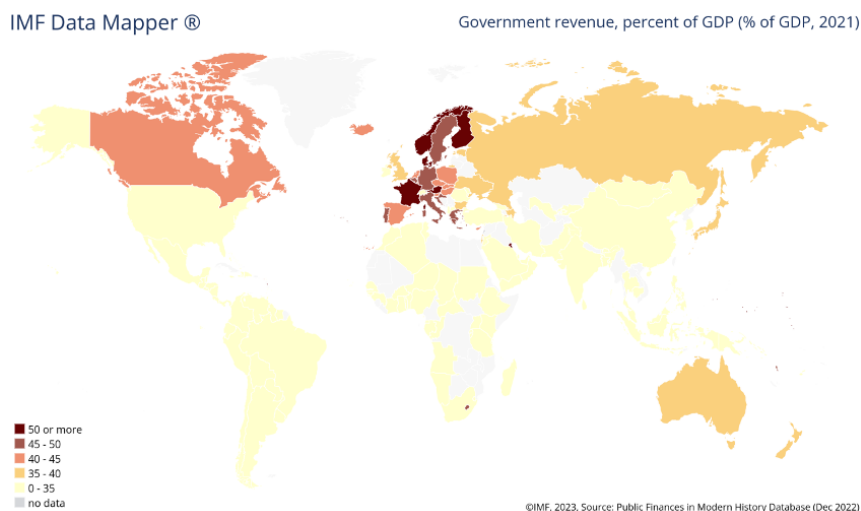 IMF Data Mapper ®
Government revenue, percent of GDP (% of GDP, 2021)
50 or more
45 - 50
40 - 45
35 - 40
0 - 35
no data
©IMF, 2023, Source: Public Finances in Modern History Database (Dec 2022)